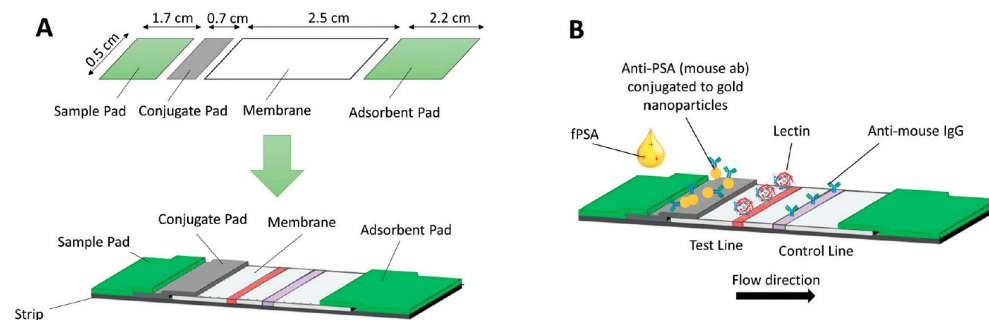 A
1.7 cm
0.7 cm
2.5 cm
2.2 cm
0.5 cm
Sample Pad
Conjugate Pad
Membrane
Adsorbent Pad
Conjugate Pad
Membrane
Sample Pad
Adsorbent Pad
Strip
B
Anti-PSA (mouse ab)
conjugated to gold
nanoparticles
fPSA
Lectin
Anti-mouse IgG
Test Line
Control Line
Flow direction